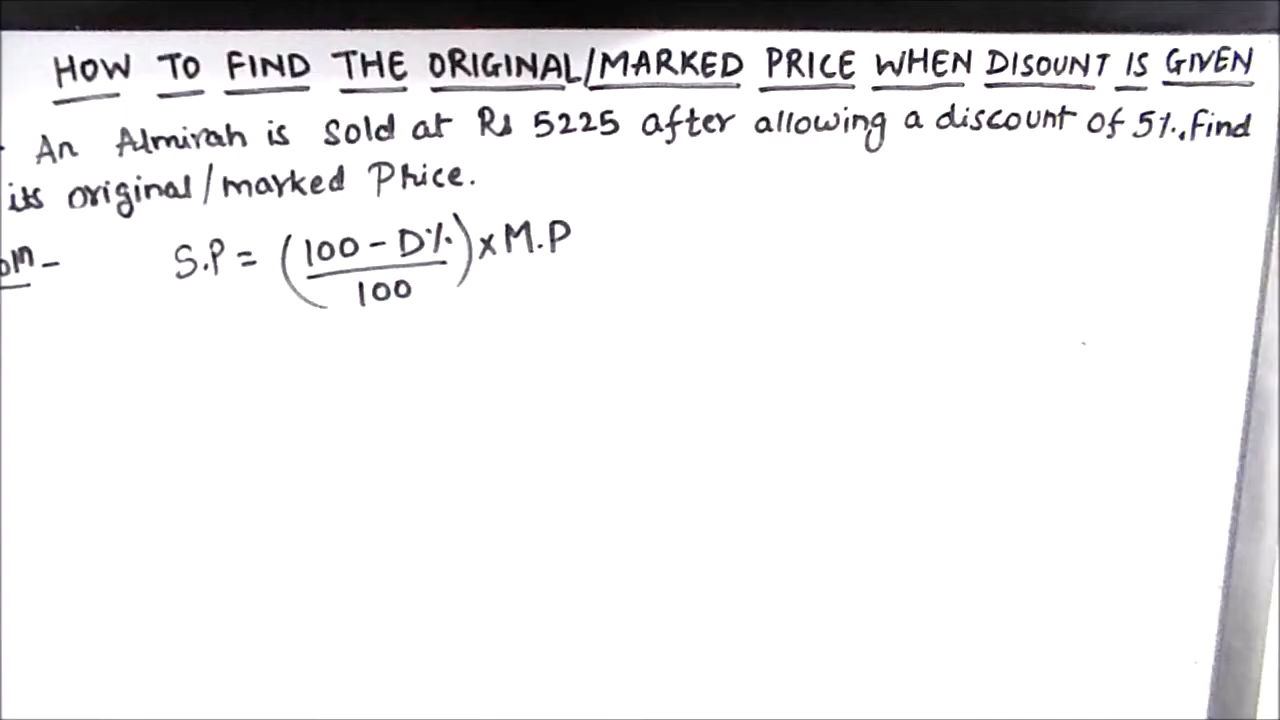 HOW TO FIND THE ORIGINAL/MARKED PRICE WHEN DISOUNT IS GIVEN
An Almirah is sold at Rs 5225 after allowing a discount of 5%. Find
its original/marked Price.
S.P = (100 - D% / 100) × M.P